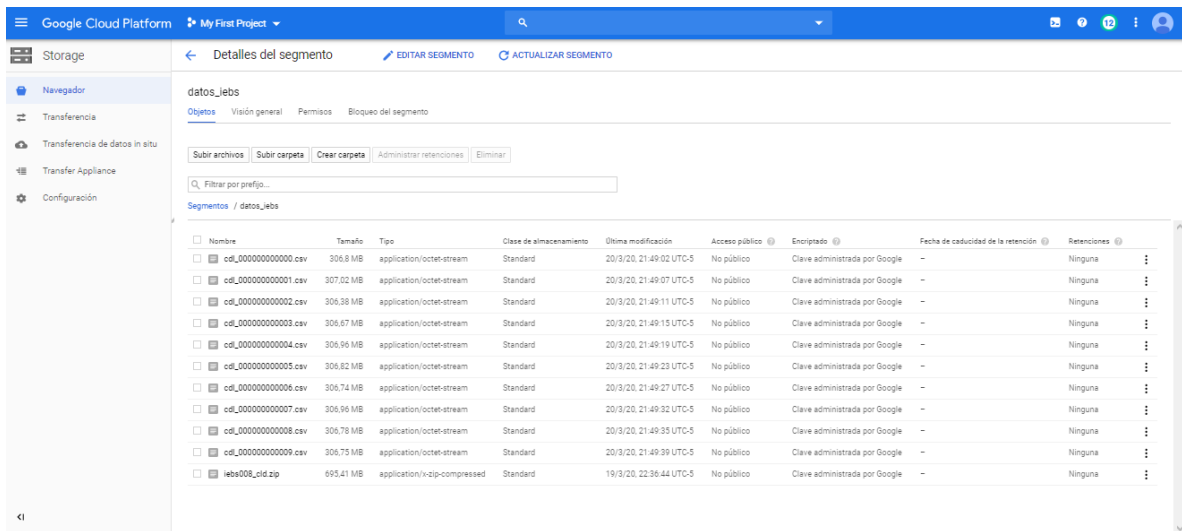 Google Cloud Platform My First Project 12
Storage Detalles del segmento EDITAR SEGMENTO ACTUALIZAR SEGMENTO
Navegador
Transferencia
Transferencia de datos in situ
Transfer Appliance
Configuración
datos_iebs
Objetos Visión general Permisos Bloqueo del segmento
Subir archivos Subir carpeta Crear carpeta Administrar retenciones Eliminar
Filtrar por prefijo...
Segmentos / datos_iebs
Nombre Tamaño Tipo Clase de almacenamiento Última modificación Acceso público Encriptado Fecha de caducidad de la retención Retenciones
cdl_000000000000.csv 306,8 MB application/octet-stream Standard 20/3/20, 21:49:02 UTC-5 No público Clave administrada por Google – Ninguna
cdl_000000000001.csv 307,02 MB application/octet-stream Standard 20/3/20, 21:49:07 UTC-5 No público Clave administrada por Google – Ninguna
cdl_000000000002.csv 306,38 MB application/octet-stream Standard 20/3/20, 21:49:11 UTC-5 No público Clave administrada por Google – Ninguna
cdl_000000000003.csv 306,67 MB application/octet-stream Standard 20/3/20, 21:49:15 UTC-5 No público Clave administrada por Google – Ninguna
cdl_000000000004.csv 306,96 MB application/octet-stream Standard 20/3/20, 21:49:19 UTC-5 No público Clave administrada por Google – Ninguna
cdl_000000000005.csv 306,82 MB application/octet-stream Standard 20/3/20, 21:49:23 UTC-5 No público Clave administrada por Google – Ninguna
cdl_000000000006.csv 306,74 MB application/octet-stream Standard 20/3/20, 21:49:27 UTC-5 No público Clave administrada por Google – Ninguna
cdl_000000000007.csv 306,96 MB application/octet-stream Standard 20/3/20, 21:49:32 UTC-5 No público Clave administrada por Google – Ninguna
cdl_000000000008.csv 306,78 MB application/octet-stream Standard 20/3/20, 21:49:35 UTC-5 No público Clave administrada por Google – Ninguna
cdl_000000000009.csv 306,75 MB application/octet-stream Standard 20/3/20, 21:49:39 UTC-5 No público Clave administrada por Google – Ninguna
iebs008_cld.zip 695,41 MB application/x-zip-compressed Standard 19/3/20, 22:36:44 UTC-5 No público Clave administrada por Google – Ninguna